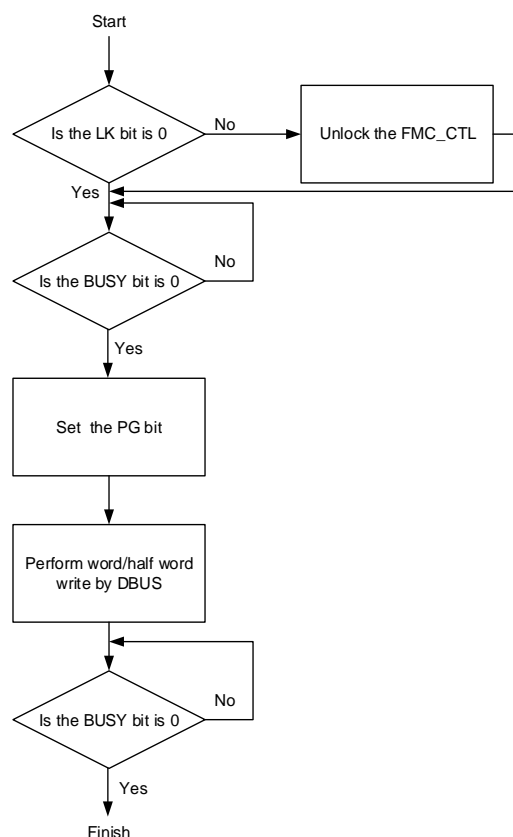 Start
Is the LK bit is 0
No
Unlock the FMC_CTL
Yes
Is the BUSY bit is 0
No
Yes
Set the PG bit
Perform word/half word
write by DBUS
Is the BUSY bit is 0
No
Yes
Finish